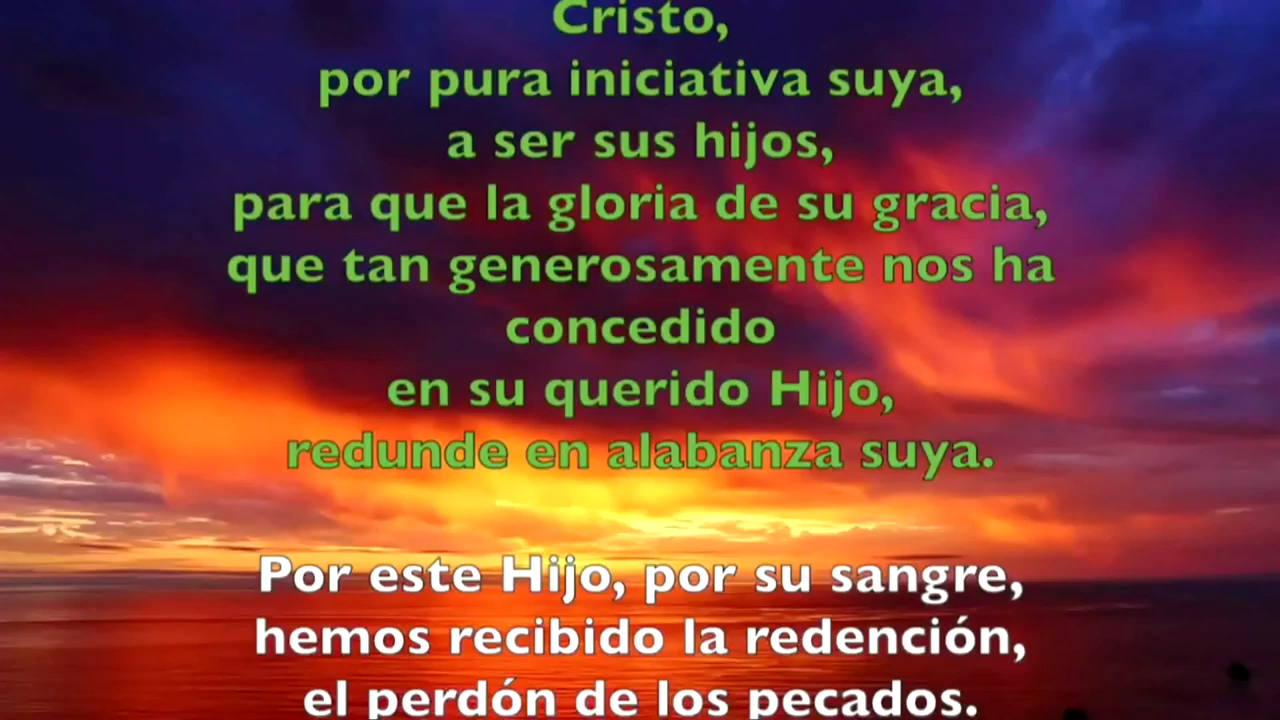 Cristo,
por pura iniciativa suya,
a ser sus hijos,
para que la gloria de su gracia,
que tan generosamente nos ha
concedido
en su querido Hijo,
redunde en alabanza suya.
Por este Hijo, por su sangre,
hemos recibido la redención,
el perdón de los pecados.